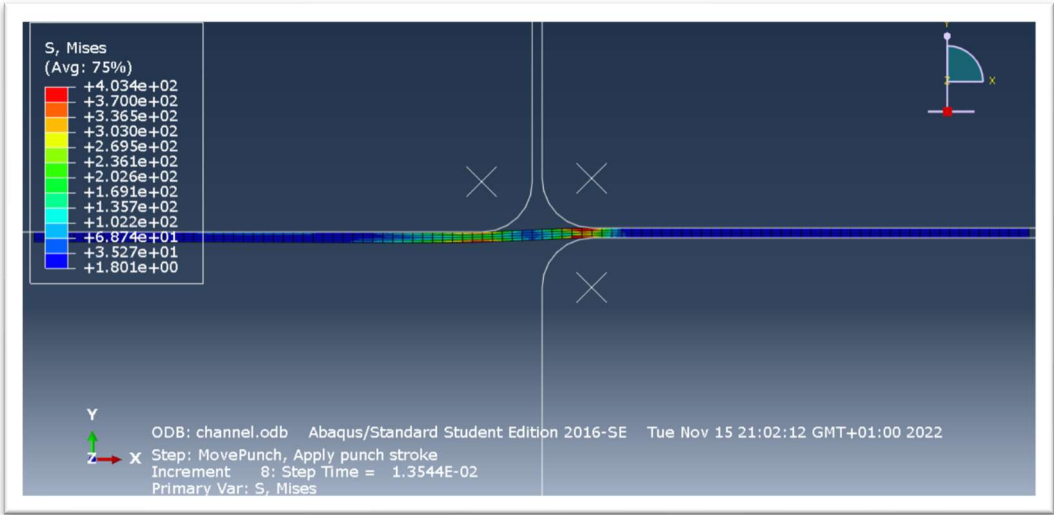 S, Mises
(Avg: 75%)
+4.034e+02
+3.700e+02
+3.365e+02
+3.030e+02
+2.695e+02
+2.361e+02
+2.026e+02
+1.691e+02
+1.357e+02
+1.022e+02
+6.874e+01
+3.527e+01
+1.801e+00
Y
Z X
Y
Z X
ODB: channel.odb Abaqus/Standard Student Edition 2016-SE Tue Nov 15 21:02:12 GMT+01:00 2022
Step: MovePunch, Apply punch stroke
Increment 8: Step Time = 1.3544E-02
Primary Var: S, Mises